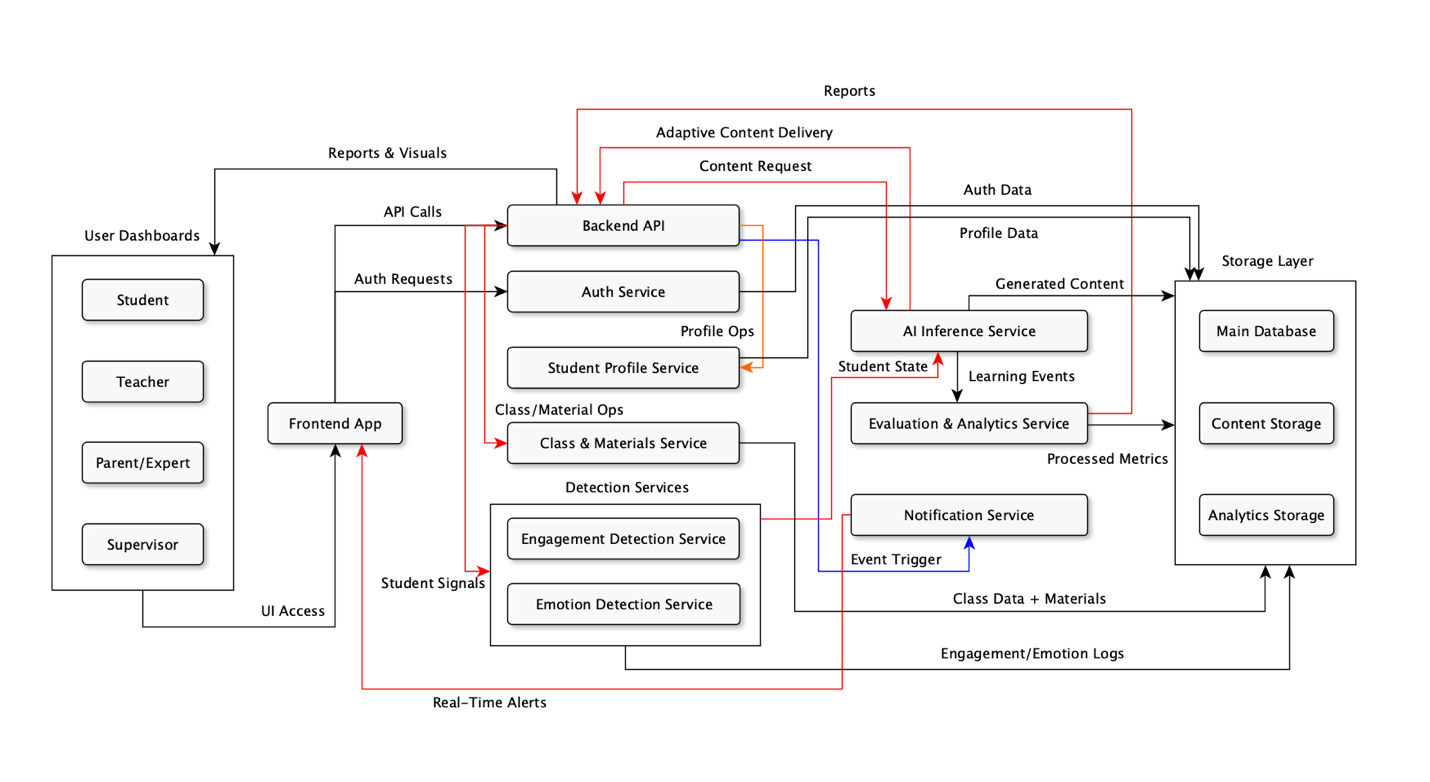 Reports
Adaptive Content Delivery
Reports & Visuals
Content Request
Auth Data
API Calls
Backend API
Profile Data
User Dashboards
Storage Layer
Auth Requests
Auth Service
Generated Content
Student
Profile Ops
AI Inference Service
Main Database
Student Profile Service
Student State
Learning Events
Teacher
Class/Material Ops
Frontend App
Evaluation & Analytics Service
Content Storage
Class & Materials Service
Parent/Expert
Processed Metrics
Detection Services
Notification Service
Analytics Storage
Engagement Detection Service
Supervisor
Event Trigger
Student Signals
Emotion Detection Service
Class Data + Materials
UI Access
Engagement/Emotion Logs
Real-Time Alerts